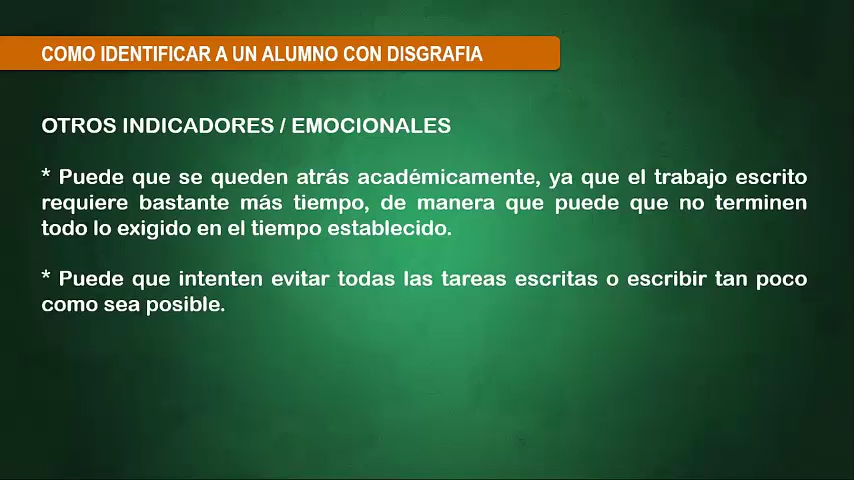 COMO IDENTIFICAR A UN ALUMNO CON DISGRAFIA
OTROS INDICADORES / EMOCIONALES
* Puede que se queden atrás académicamente, ya que el trabajo escrito
requiere bastante más tiempo, de manera que puede que no terminen
todo lo exigido en el tiempo establecido.
* Puede que intenten evitar todas las tareas escritas o escribir tan poco
como sea posible.